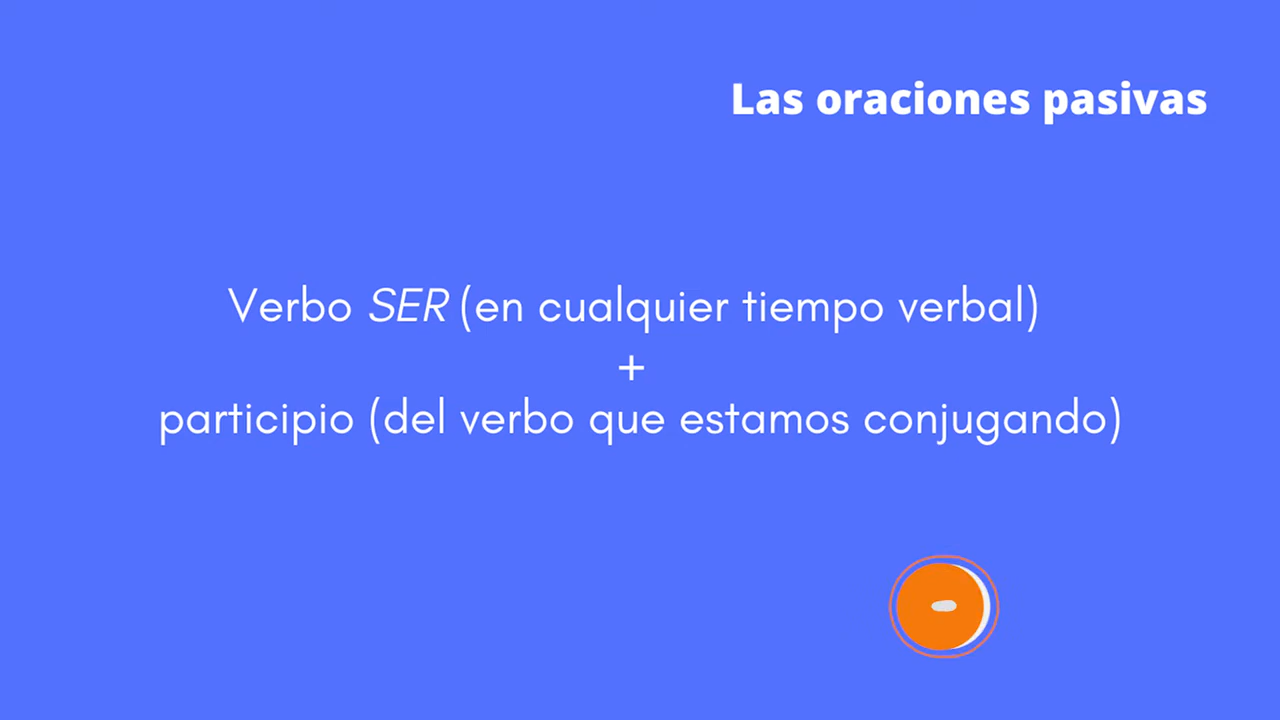 Las oraciones pasivas
Verbo SER (en cualquier tiempo verbal)
+
participio (del verbo que estamos conjugando)